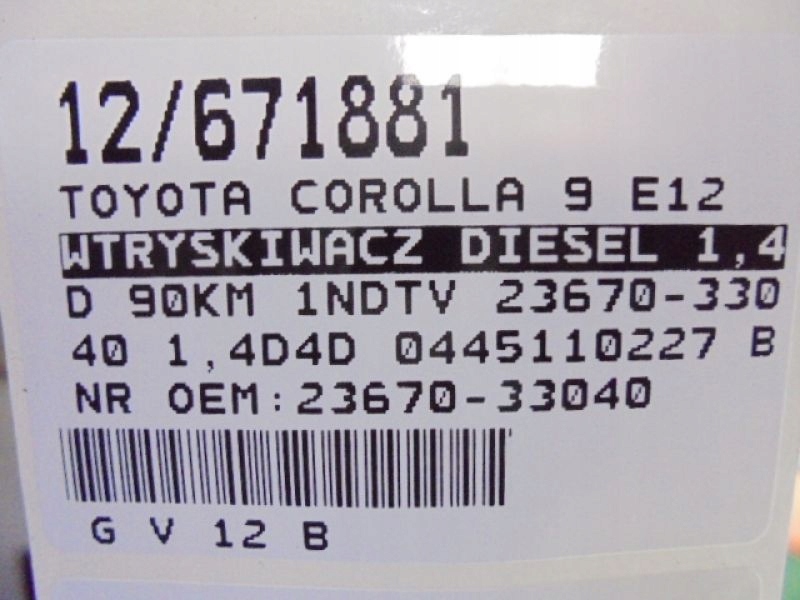 12/671881
TOYOTA COROLLA 9 E12
WTRYSKIWACZ DIESEL 1,4
D 90KM 1NDTV 23670-330
40 1,4D4D 0445110227 B
NR OEM:23670-33040
G V 12 B